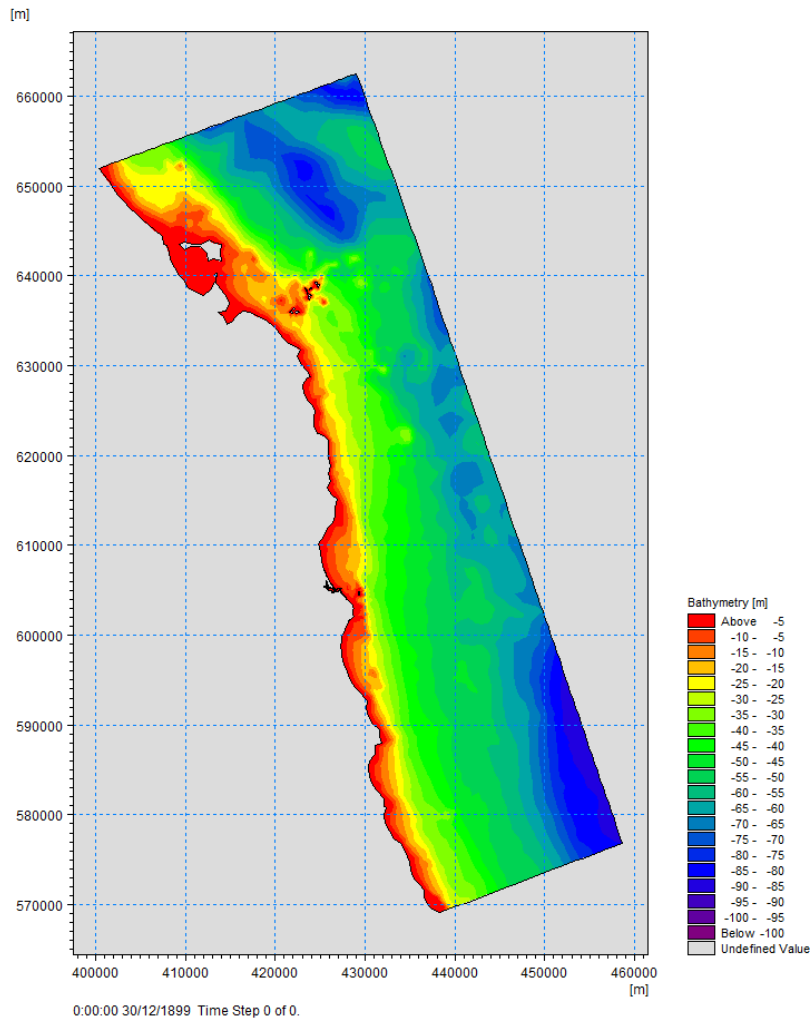 [m]
660000
650000
640000
630000
620000
610000
600000
590000
580000
570000
400000 410000 420000 430000 440000 450000 460000
[m]
0:00:00 30/12/1899 Time Step 0 of 0.
Bathymetry [m]
Above -5
-10 - -5
-15 - -10
-20 - -15
-25 - -20
-30 - -25
-35 - -30
-40 - -35
-45 - -40
-50 - -45
-55 - -50
-60 - -55
-65 - -60
-70 - -65
-75 - -70
-80 - -75
-85 - -80
-90 - -85
-95 - -90
-100 - -95
Below -100
Undefined Value